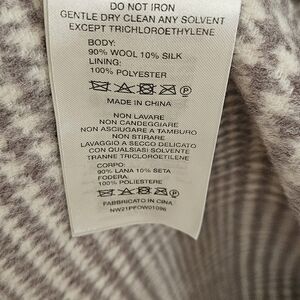 DO NOT IRON
GENTLE DRY CLEAN ANY SOLVENT
EXCEPT TRICHLOROETHYLENE
BODY:
90% WOOL 10% SILK
LINING:
100% POLYESTER
MADE IN CHINA
NON LAVARE
NON CANDEGGIARE
NON ASCIUGARE A TAMBURO
NON STIRARE
LAVAGGIO A SECCO DELICATO
CON QUALSIASI SOLVENTE
TRANNE TRICLOROETILENE
CORPO:
90% LANA 10% SETA
FODERA:
100% POLIESTERE
FABBRICATO IN CINA
NW21PFOW01096